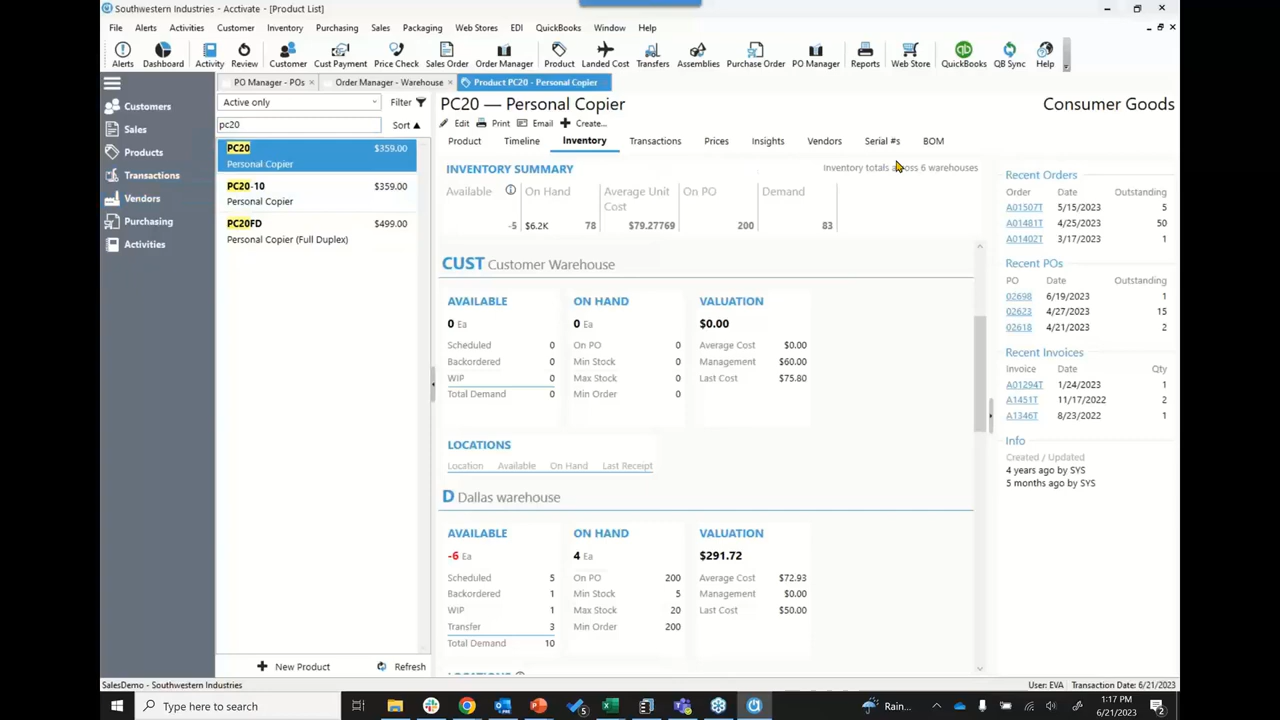 Southwestern Industries - Acctivate - [Product List]
File Alerts Activities Customer Inventory Purchasing Sales Packaging Web Stores EDI QuickBooks Window Help
Alerts Dashboard Activity Review Customer Cust Payment Price Check Sales Order Order Manager Product Landed Cost Transfers Assemblies Purchase Order PO Manager Reports Web Store QuickBooks QB Sync Help
PO Manager - POs Order Manager - Warehouse Product PC20 - Personal Copier
Customers
Sales
Products
Transactions
Vendors
Purchasing
Activities
Active only Filter
pc20 Sort
PC20 $359.00
Personal Copier
PC20-10 $359.00
Personal Copier
PC20FD $499.00
Personal Copier (Full Duplex)
New Product Refresh
PC20 — Personal Copier Consumer Goods
Edit Print Email Create...
Product Timeline Inventory Transactions Prices Insights Vendors Serial #s BOM
INVENTORY SUMMARY Inventory totals across 6 warehouses
Available On Hand Average Unit Cost On PO Demand
-5 $6.2K 78 $79.27769 200 83
CUST Customer Warehouse
AVAILABLE ON HAND VALUATION
0 Ea 0 Ea $0.00
Scheduled 0 On PO 0 Average Cost $0.00
Backordered 0 Min Stock 0 Management $60.00
WIP 0 Max Stock 0 Last Cost $75.80
Total Demand 0 Min Order 0
LOCATIONS
Location Available On Hand Last Receipt
D Dallas warehouse
AVAILABLE ON HAND VALUATION
-6 Ea 4 Ea $291.72
Scheduled 5 On PO 200 Average Cost $72.93
Backordered 1 Min Stock 5 Management $0.00
WIP 1 Max Stock 20 Last Cost $50.00
Transfer 3 Min Order 200
Total Demand 10
Recent Orders
Order Date Outstanding
A01507T 5/15/2023 5
A01481T 4/25/2023 50
A01402T 3/17/2023 1
Recent POs
PO Date Outstanding
02698 6/19/2023 1
02623 4/27/2023 15
02618 4/21/2023 2
Recent Invoices
Invoice Date Qty
A01294T 1/24/2023 1
A1451T 11/17/2022 2
A1346T 8/23/2022 1
Info
Created / Updated
4 years ago by SYS
5 months ago by SYS
SalesDemo - Southwestern Industries User: EVA Transaction Date: 6/21/2023
Type here to search Rain... 1:17 PM
6/21/2023 2